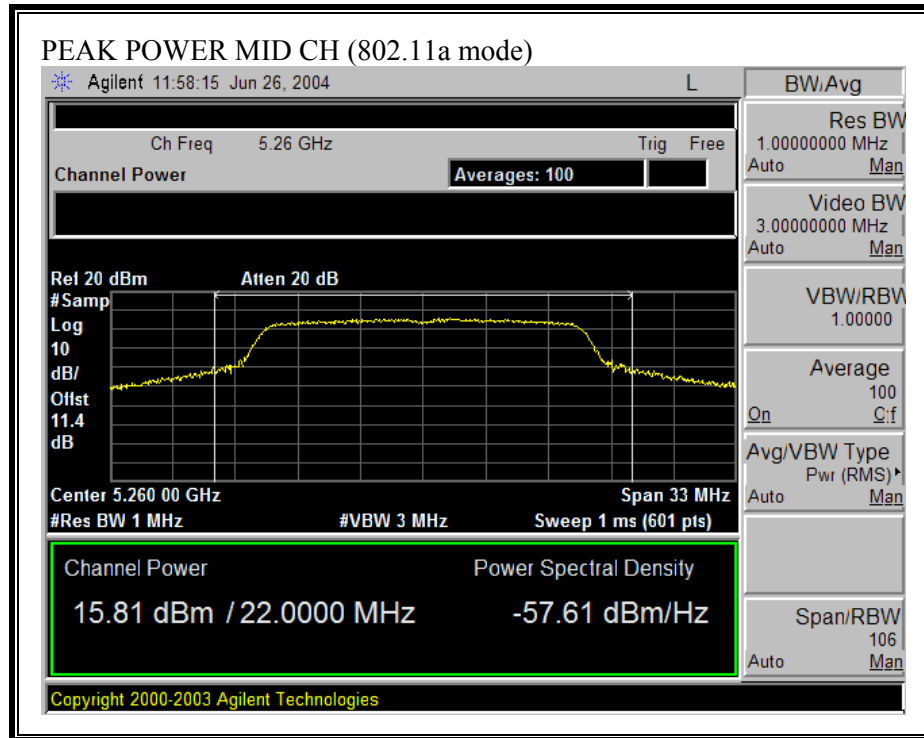 PEAK POWER MID CH (802.11a mode)
Agilent 11:58:15 Jun 26, 2004 L
Ch Freq 5.26 GHz Trig Free
Channel Power Averages: 100
Ref 20 dBm Atten 20 dB
#Samp
Log
10
dB/
Offst
11.4
dB
Center 5.260 00 GHz Span 33 MHz
#Res BW 1 MHz #VBW 3 MHz Sweep 1 ms (601 pts)
Channel Power Power Spectral Density
15.81 dBm / 22.0000 MHz -57.61 dBm/Hz
Copyright 2000-2003 Agilent Technologies
BW/Avg
Res BW
1.00000000 MHz
Auto Man
Video BW
3.00000000 MHz
Auto Man
VBW/RBW
1.00000
Average
100
On Off
Avg/VBW Type
Pwr (RMS)
Auto Man
Span/RBW
106
Auto Man